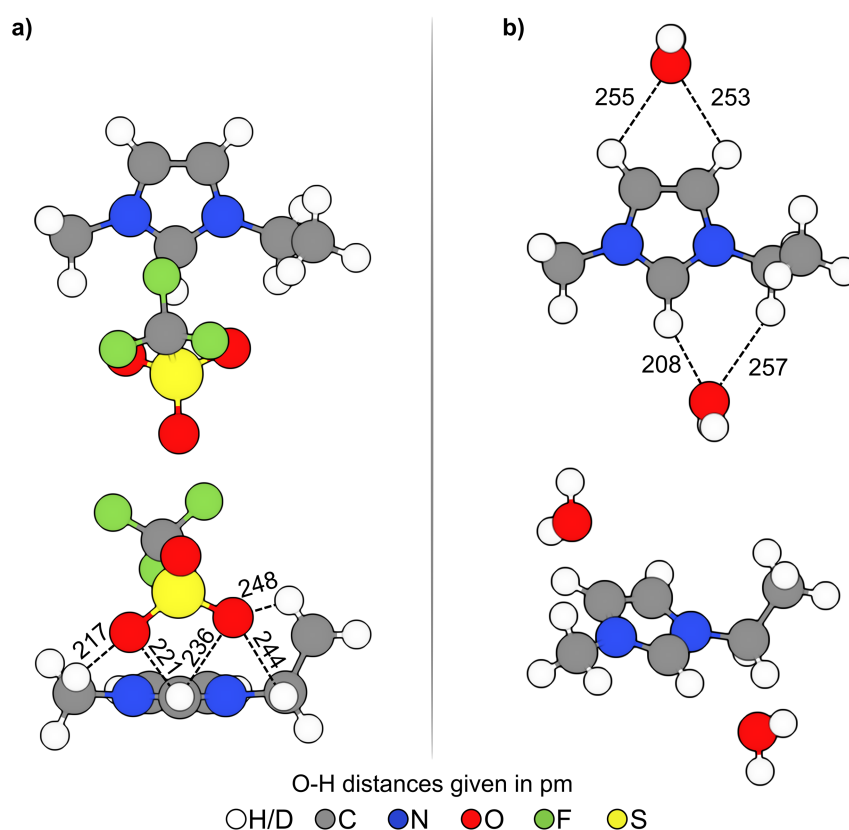 a)
b)
255
253
208
257
248
217
221
236
244
O-H distances given in pm
H/D C N O F S